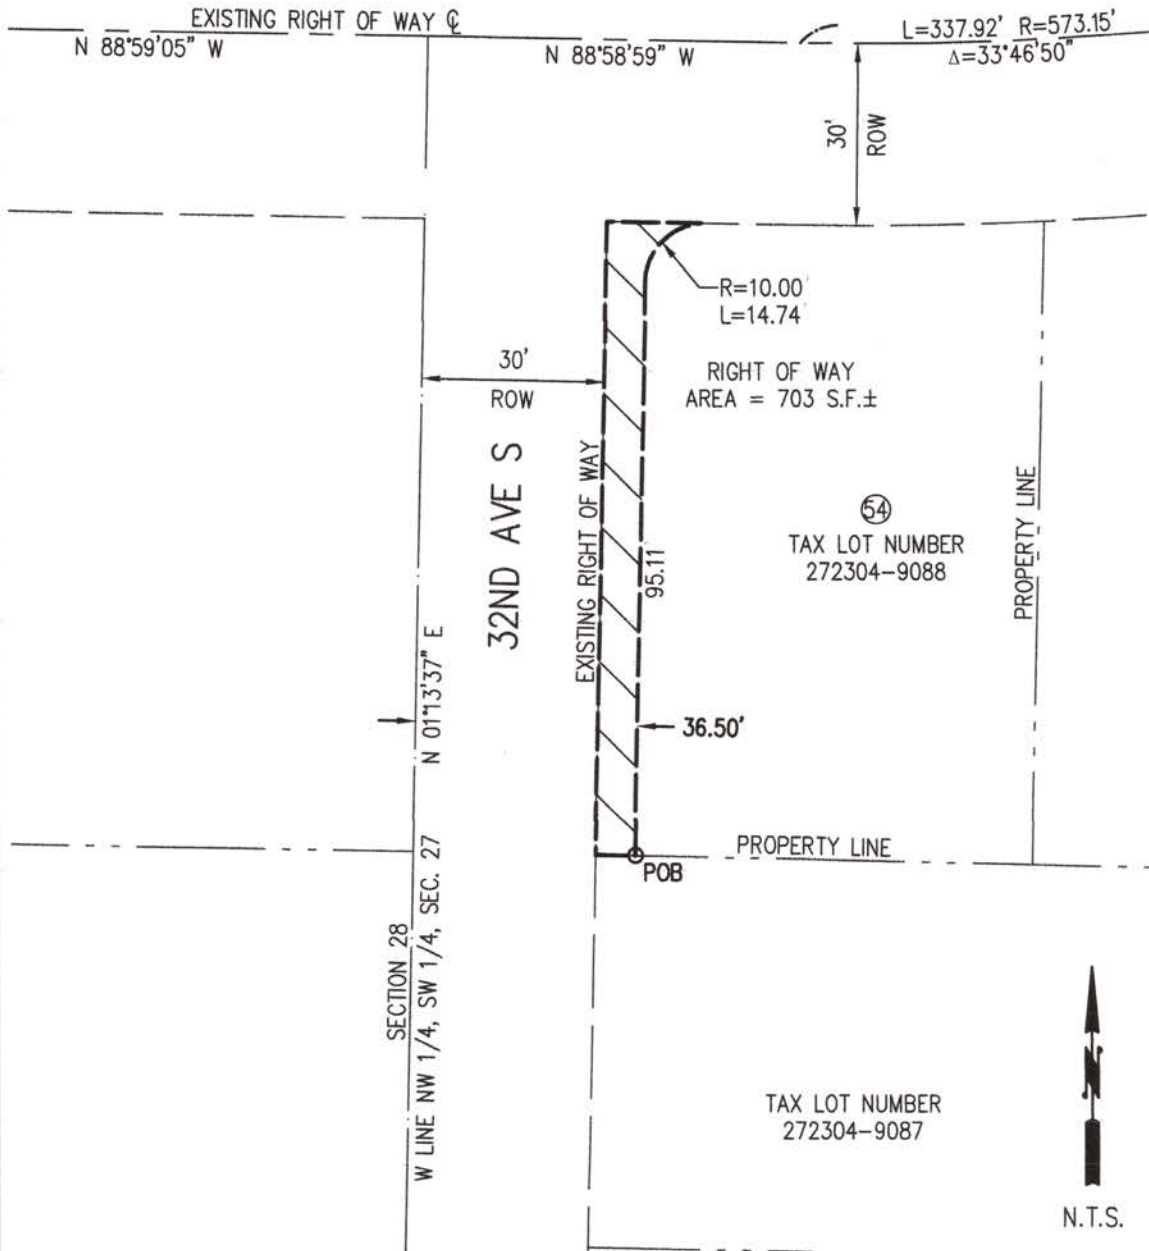 EXISTING RIGHT OF WAY ℄
N 88°59'05" W
N 88°58'59" W
L=337.92' R=573.15'
Δ=33°46'50"
30'
ROW
R=10.00'
L=14.74'
30'
ROW
RIGHT OF WAY
AREA = 703 S.F.±
32ND AVE S
EXISTING RIGHT OF WAY
95.11'
54
TAX LOT NUMBER
272304-9088
PROPERTY LINE
N 01°13'37" E
36.50'
PROPERTY LINE
POB
SECTION 28
W LINE NW 1/4, SW 1/4, SEC. 27
TAX LOT NUMBER
272304-9087
N
N.T.S.